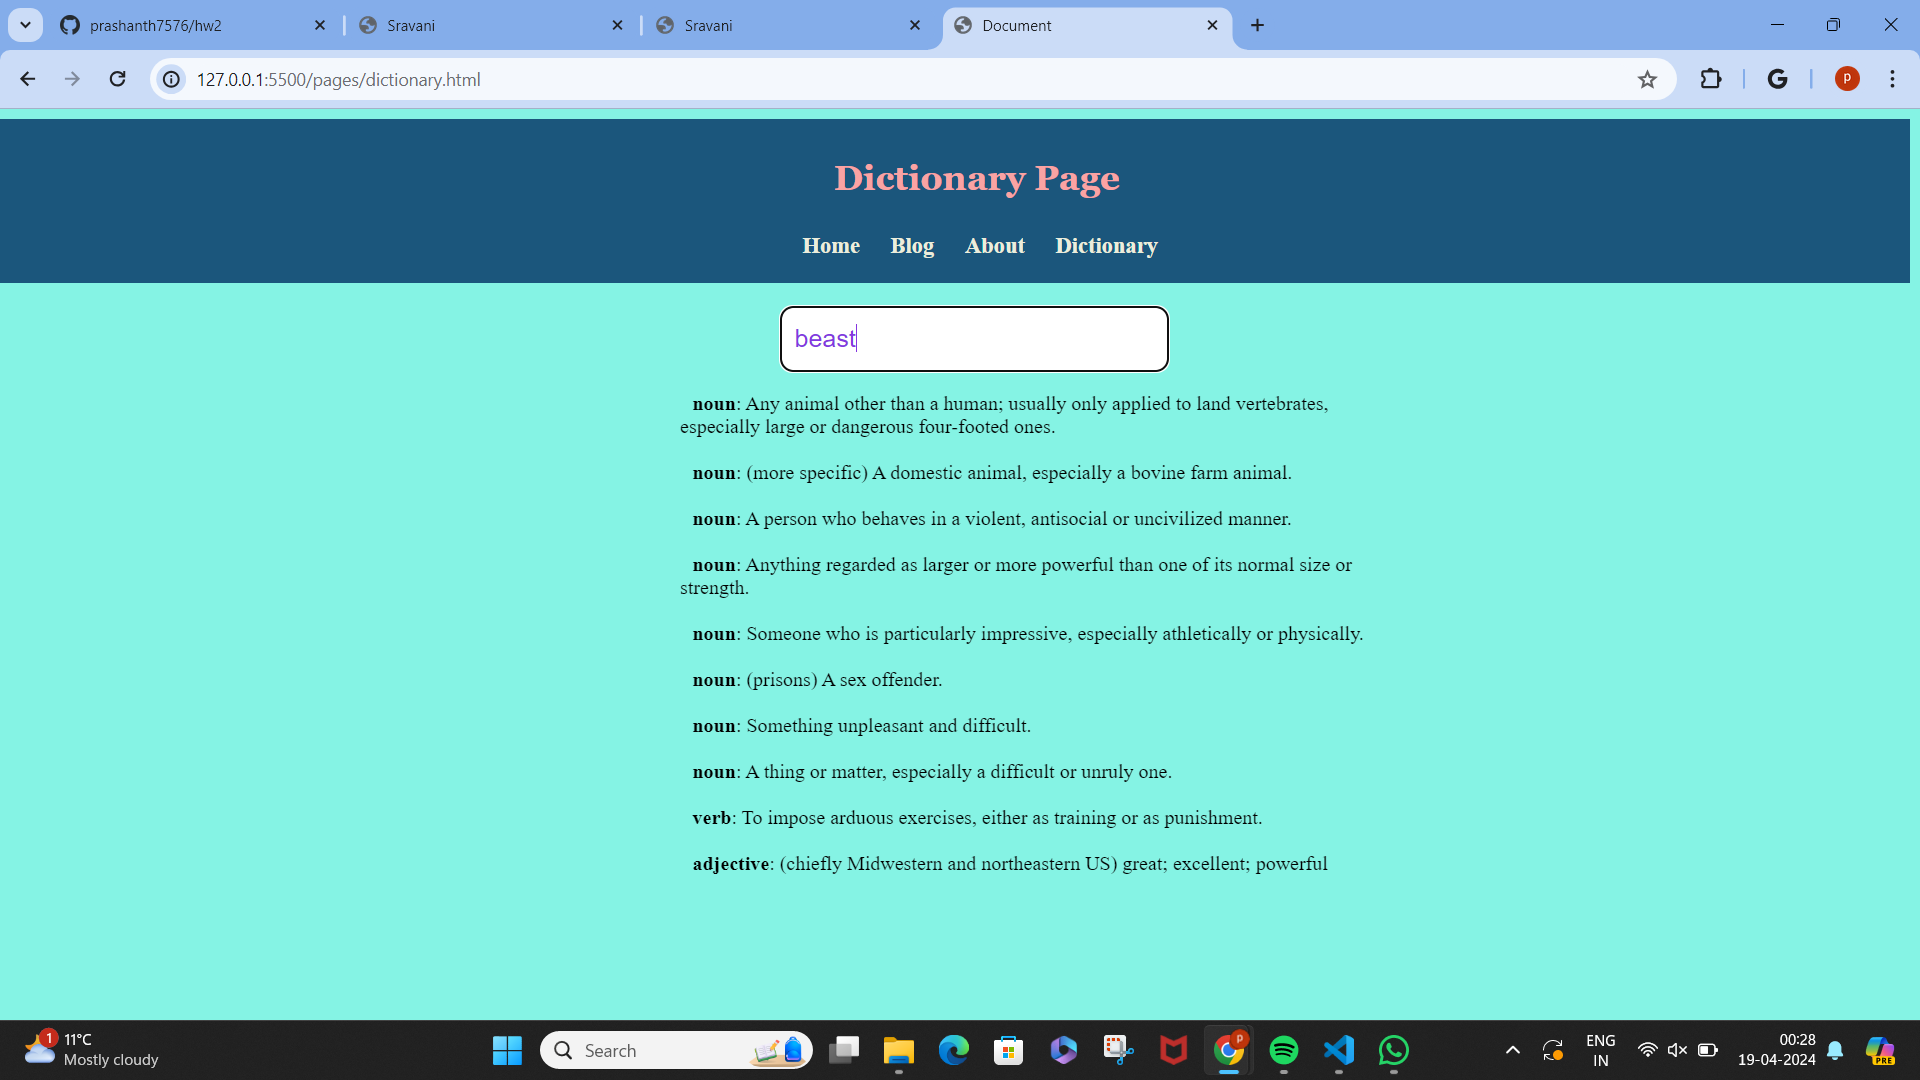 prashanth7576/hw2
Sravani
Sravani
Document
127.0.0.1:5500/pages/dictionary.html
P
Dictionary Page
Home Blog About Dictionary
beast
noun: Any animal other than a human; usually only applied to land vertebrates,
especially large or dangerous four-footed ones.
noun: (more specific) A domestic animal, especially a bovine farm animal.
noun: A person who behaves in a violent, antisocial or uncivilized manner.
noun: Anything regarded as larger or more powerful than one of its normal size or
strength.
noun: Someone who is particularly impressive, especially athletically or physically.
noun: (prisons) A sex offender.
noun: Something unpleasant and difficult.
noun: A thing or matter, especially a difficult or unruly one.
verb: To impose arduous exercises, either as training or as punishment.
adjective: (chiefly Midwestern and northeastern US) great; excellent; powerful
1
11°C
Mostly cloudy
Search
P
ENG
IN
00:28
19-04-2024
PRE